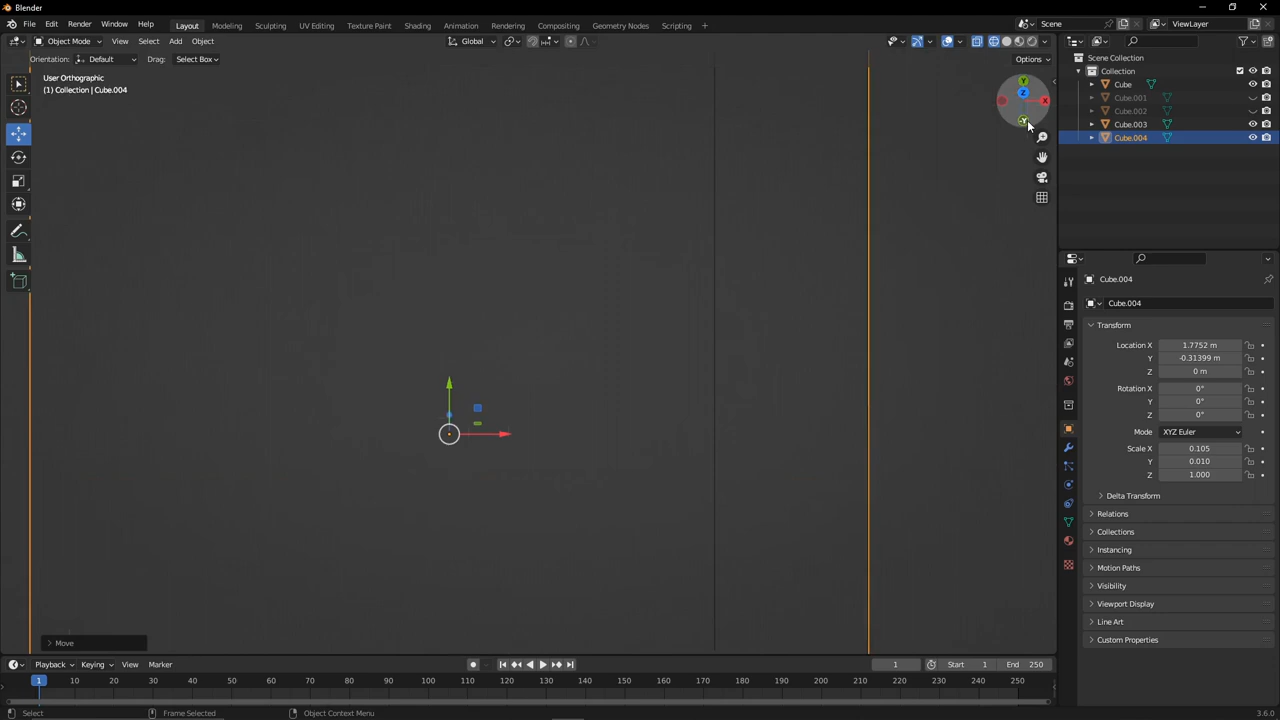 Blender
File Edit Render Window Help
Layout Modeling Sculpting UV Editing Texture Paint Shading Animation Rendering Compositing Geometry Nodes Scripting +
Scene
ViewLayer
Object Mode View Select Add Object
Global
Orientation: Default Drag: Select Box
Options
User Orthographic
(1) Collection | Cube.004
Y
Z
X
-Y
Move
Scene Collection
Collection
Cube
Cube.001
Cube.002
Cube.003
Cube.004
Cube.004
Cube.004
Transform
Location X 1.7752 m
Y -0.31399 m
Z 0 m
Rotation X 0°
Y 0°
Z 0°
Mode XYZ Euler
Scale X 0.105
Y 0.010
Z 1.000
Delta Transform
Relations
Collections
Instancing
Motion Paths
Visibility
Viewport Display
Line Art
Custom Properties
Playback Keying View Marker
1 Start 1 End 250
1 10 20 30 40 50 60 70 80 90 100 110 120 130 140 150 160 170 180 190 200 210 220 230 240 250
Select Frame Selected Object Context Menu
3.6.0